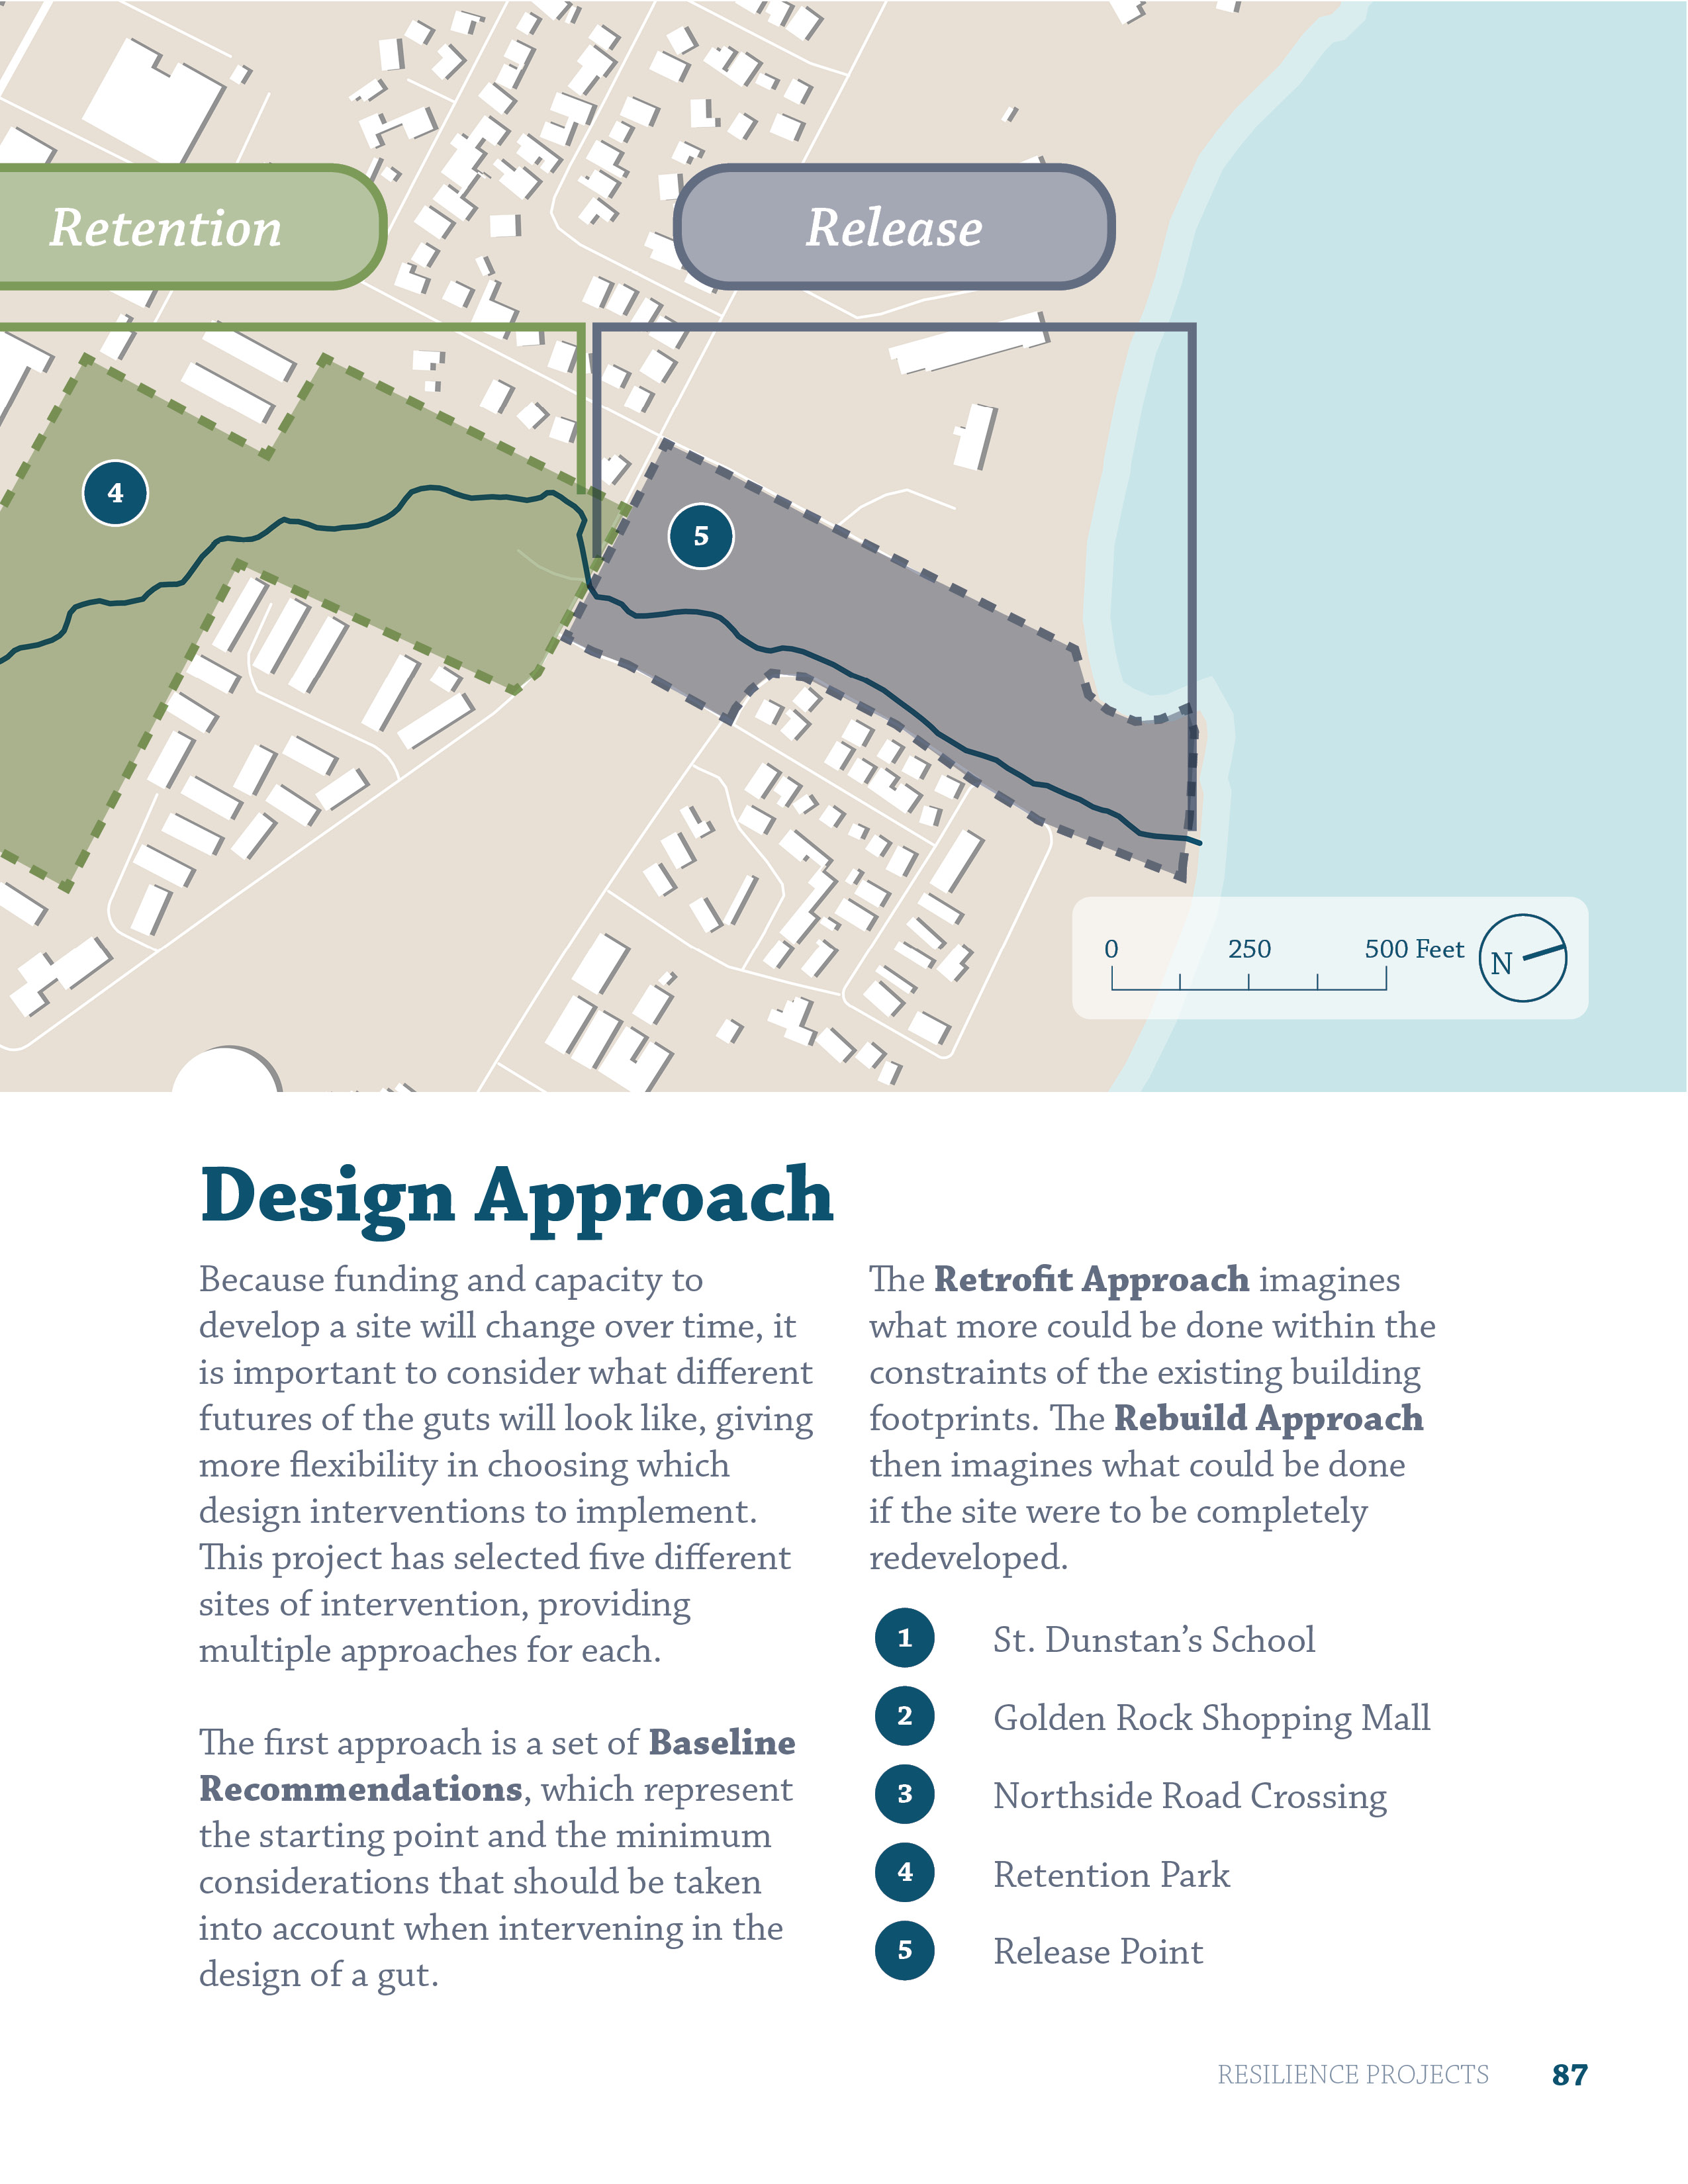 Retention
Release
4
5
0 250 500 Feet
N
Design Approach
Because funding and capacity to
develop a site will change over time, it
is important to consider what different
futures of the guts will look like, giving
more flexibility in choosing which
design interventions to implement.
This project has selected five different
sites of intervention, providing
multiple approaches for each.
The first approach is a set of Baseline
Recommendations, which represent
the starting point and the minimum
considerations that should be taken
into account when intervening in the
design of a gut.
The Retrofit Approach imagines
what more could be done within the
constraints of the existing building
footprints. The Rebuild Approach
then imagines what could be done
if the site were to be completely
redeveloped.
1 St. Dunstan’s School
2 Golden Rock Shopping Mall
3 Northside Road Crossing
4 Retention Park
5 Release Point
RESILIENCE PROJECTS 87